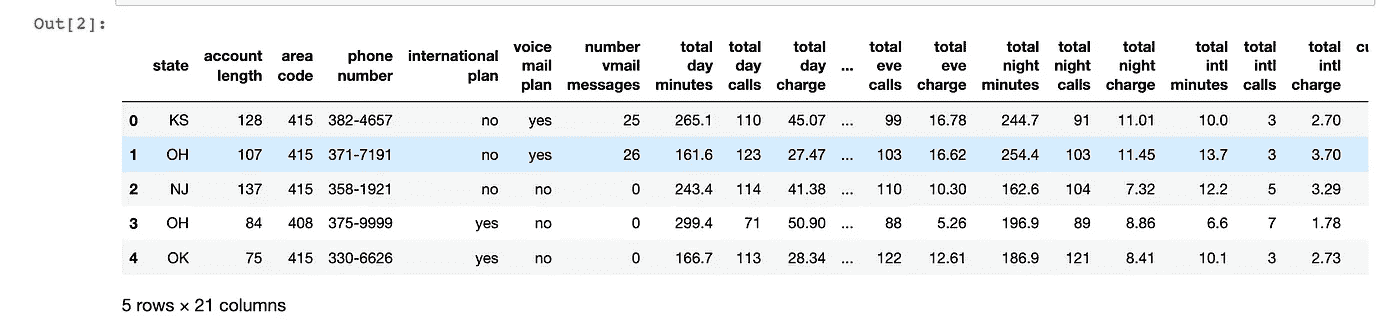 Out[2]:
state account length area code phone number international plan voice mail plan number vmail messages total day minutes total day calls total day charge ... total eve calls total eve charge total night minutes total night calls total night charge total intl minutes total intl calls total intl charge
0 KS 128 415 382-4657 no yes 25 265.1 110 45.07 ... 99 16.78 244.7 91 11.01 10.0 3 2.70
1 OH 107 415 371-7191 no yes 26 161.6 123 27.47 ... 103 16.62 254.4 103 11.45 13.7 3 3.70
2 NJ 137 415 358-1921 no no 0 243.4 114 41.38 ... 110 10.30 162.6 104 7.32 12.2 5 3.29
3 OH 84 408 375-9999 yes no 0 299.4 71 50.90 ... 88 5.26 196.9 89 8.86 6.6 7 1.78
4 OK 75 415 330-6626 yes no 0 166.7 113 28.34 ... 122 12.61 186.9 121 8.41 10.1 3 2.73
5 rows × 21 columns